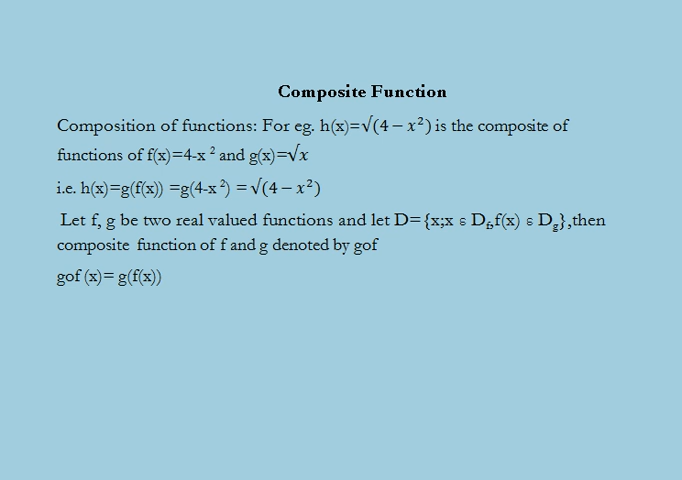 Composite Function
Composition of functions: For eg. h(x)=√(4 – x²) is the composite of
functions of f(x)=4-x ² and g(x)=√x
i.e. h(x)=g(f(x)) =g(4-x ²) = √(4 – x²)
Let f, g be two real valued functions and let D={x;x ε D_f,f(x) ε D_g},then
composite function of f and g denoted by gof
gof (x)= g(f(x))